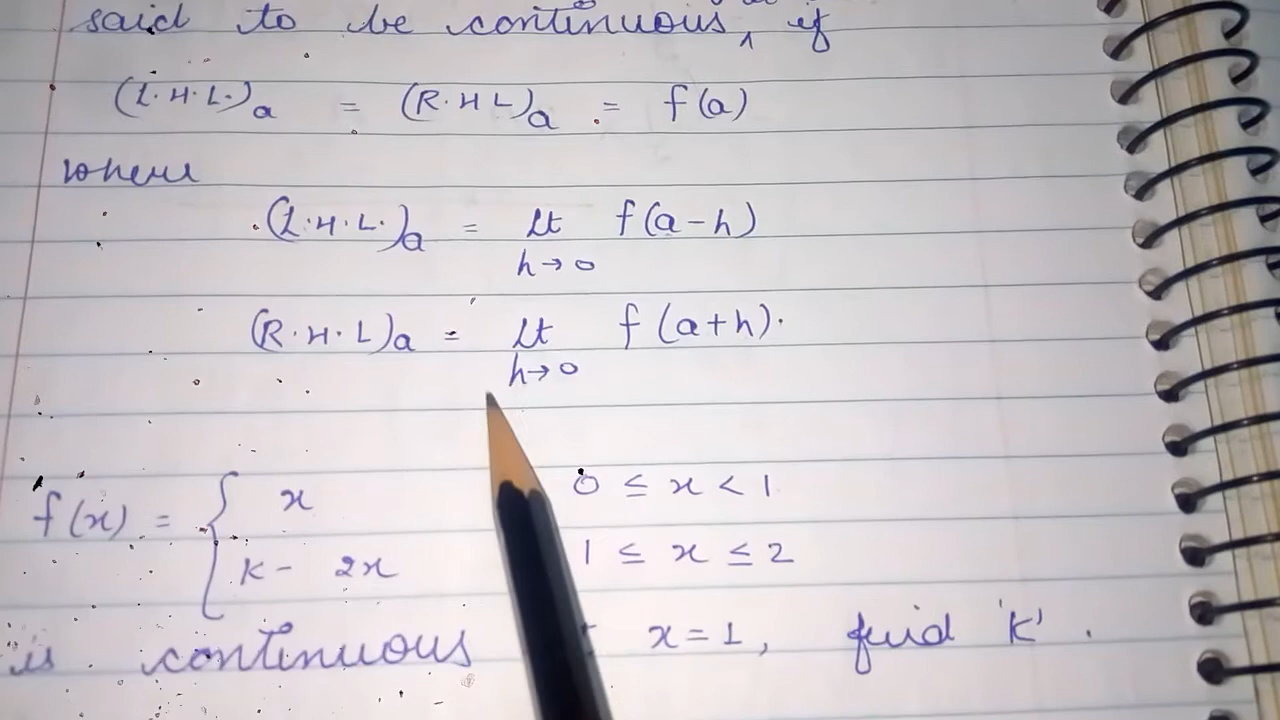 said to be continuous, ^ if
(L.H.L.)a = (R.H L)a = f(a)
where
(L.H.L.)a = Lt f(a-h)
h→0
(R.H.L)a = Lt f(a+h).
h→0
f(x) = { x 0 ≤ x < 1
K - 2x 1 ≤ x ≤ 2
is continuous x=1, find 'K'.